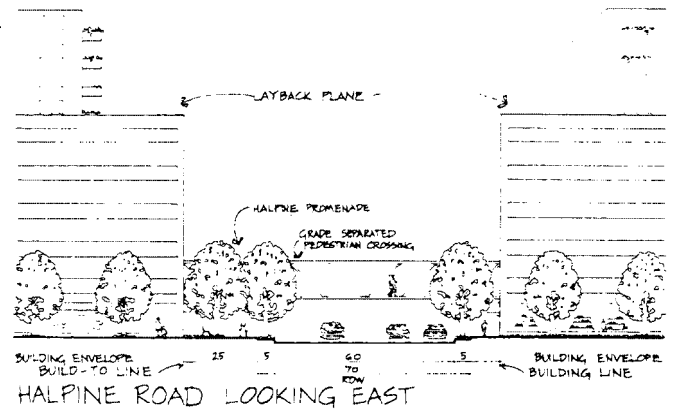 LAYBACK PLANE
HALPINE PROMENADE
GRADE SEPARATED
PEDESTRIAN CROSSING
BUILDING ENVELOPE 25 5 60 5 BUILDING ENVELOPE
BUILD-TO LINE 70 BUILDING LINE
ROW
HALPINE ROAD LOOKING EAST